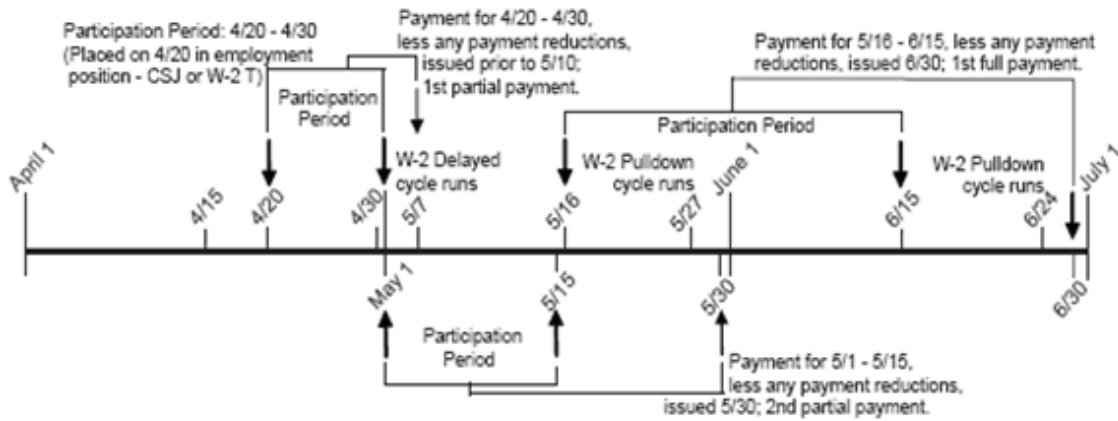 Participation Period: 4/20 - 4/30
(Placed on 4/20 in employment
position - CSJ or W-2 T)
Payment for 4/20 - 4/30,
less any payment reductions,
issued prior to 5/10;
1st partial payment.
Payment for 5/16 - 6/15, less any payment
reductions, issued 6/30; 1st full payment.
Participation
Period
Participation Period
W-2 Delayed
cycle runs
W-2 Pulldown
cycle runs
W-2 Pulldown
cycle runs
April 1
4/15
4/20
4/30
5/7
5/16
5/27
June 1
6/15
6/24
July 1
May 1
5/15
5/30
6/30
Participation
Period
Payment for 5/1 - 5/15,
less any payment reductions,
issued 5/30; 2nd partial payment.